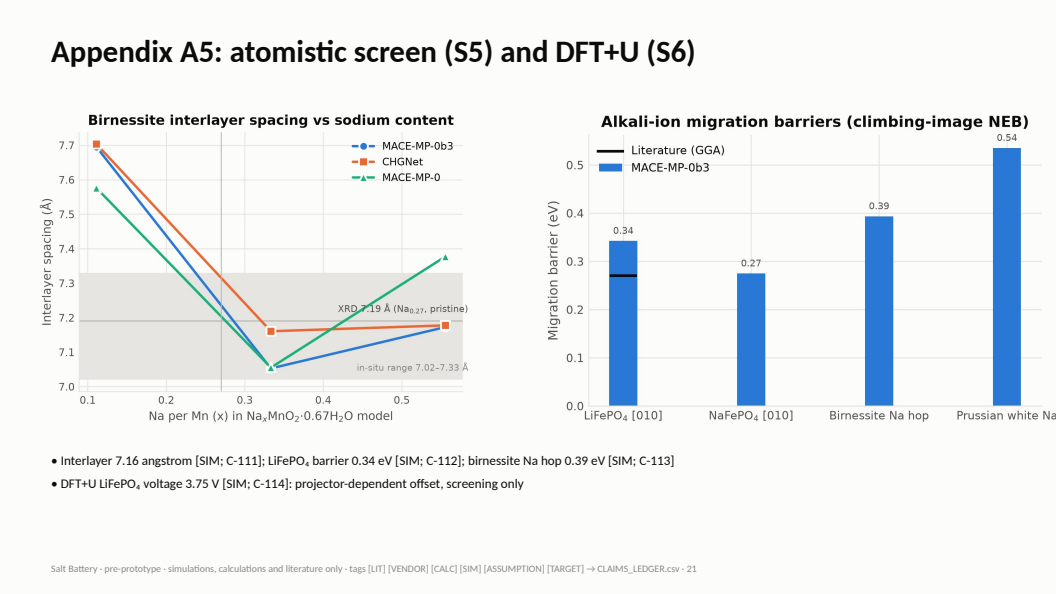 Appendix A5: atomistic screen (S5) and DFT+U (S6)
Birnessite interlayer spacing vs sodium content
MACE-MP-0b3
CHGNet
MACE-MP-0
7.7
7.6
7.5
7.4
7.3
7.2
7.1
7.0
Interlayer spacing (Å)
XRD 7.19 Å (Na₀.₂₇, pristine)
in-situ range 7.02–7.33 Å
0.1 0.2 0.3 0.4 0.5
Na per Mn (x) in NaₓMnO₂·0.67H₂O model
Alkali-ion migration barriers (climbing-image NEB)
Literature (GGA)
MACE-MP-0b3
0.5
0.4
0.3
0.2
0.1
0.0
Migration barrier (eV)
0.34
0.27
0.39
0.54
LiFePO₄ [010] NaFePO₄ [010] Birnessite Na hop Prussian white Na
• Interlayer 7.16 angstrom [SIM; C-111]; LiFePO₄ barrier 0.34 eV [SIM; C-112]; birnessite Na hop 0.39 eV [SIM; C-113]
• DFT+U LiFePO₄ voltage 3.75 V [SIM; C-114]: projector-dependent offset, screening only
Salt Battery · pre-prototype · simulations, calculations and literature only · tags [LIT] [VENDOR] [CALC] [SIM] [ASSUMPTION] [TARGET] → CLAIMS_LEDGER.csv · 21